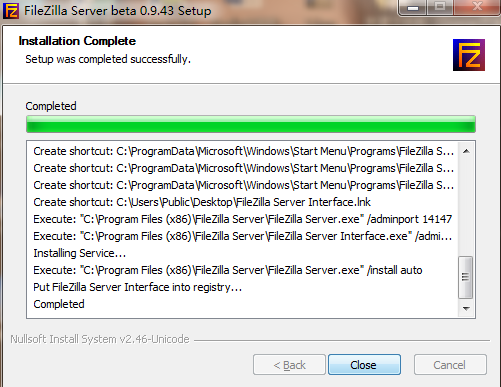 FileZilla Server beta 0.9.43 Setup
Installation Complete
Setup was completed successfully.
FZ
Completed
Create shortcut: C:\ProgramData\Microsoft\Windows\Start Menu\Programs\FileZilla S...
Create shortcut: C:\ProgramData\Microsoft\Windows\Start Menu\Programs\FileZilla S...
Create shortcut: C:\ProgramData\Microsoft\Windows\Start Menu\Programs\FileZilla S...
Create shortcut: C:\Users\Public\Desktop\FileZilla Server Interface.lnk
Execute: "C:\Program Files (x86)\FileZilla Server\FileZilla Server.exe" /adminport 14147
Execute: "C:\Program Files (x86)\FileZilla Server\FileZilla Server Interface.exe" /admi...
Installing Service...
Execute: "C:\Program Files (x86)\FileZilla Server\FileZilla Server.exe" /install auto
Put FileZilla Server Interface into registry...
Completed
Nullsoft Install System v2.46-Unicode
< Back
Close
Cancel